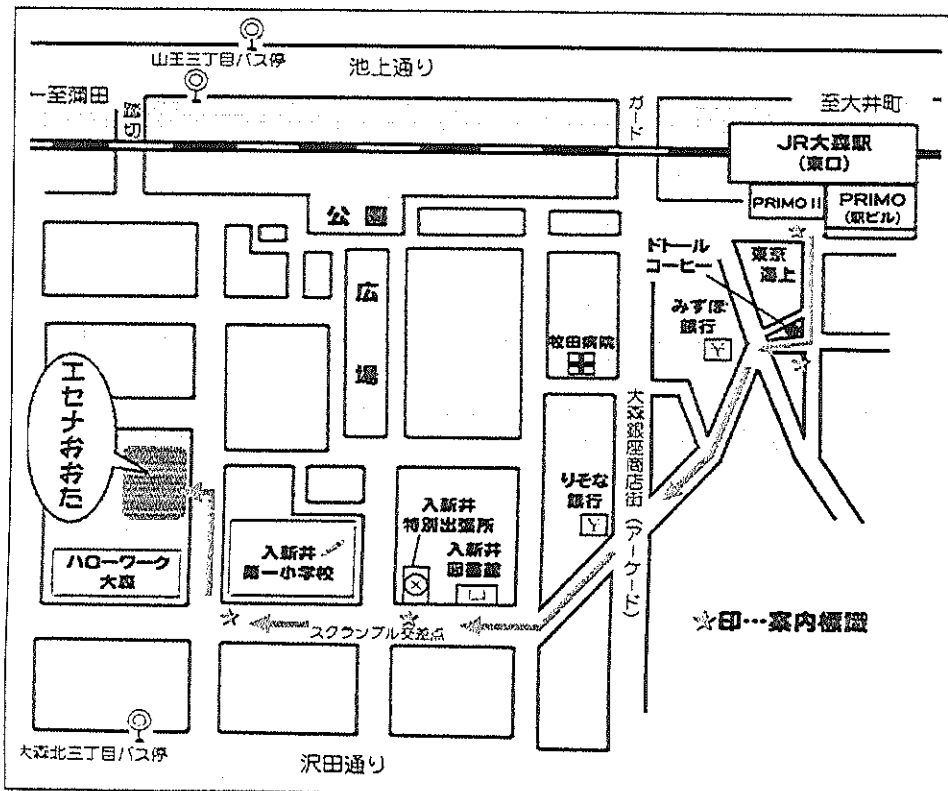 山王三丁目バス停
池上通り
至蒲田
踏切
ガード
至大井町
JR大森駅
(東口)
PRIMO II
PRIMO
(駅ビル)
公園
広場
ドトール
コーヒー
東京
海上
みずほ
銀行
牧田病院
エセナおおた
大森銀座商店街(アーケード)
りそな
銀行
入新井
特別出張所
入新井
図書館
入新井
第一小学校
ハローワーク
大森
スクランブル交差点
☆印…案内標識
大森北三丁目バス停
沢田通り